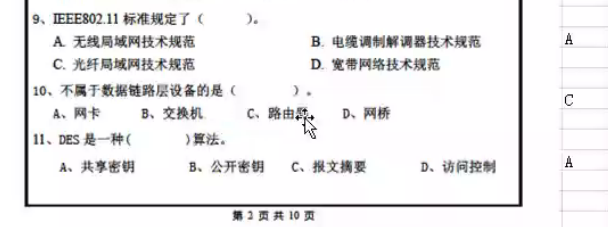 9、IEEE802.11 标准规定了（ ）。
A. 无线局域网技术规范 B. 电缆调制解调器技术规范 A
C. 光纤局域网技术规范 D. 宽带网络技术规范
10、不属于数据链路层设备的是（ ）。 C
A、网卡 B、交换机 C、路由器 D、网桥
11、DES 是一种( )算法。
A、共享密钥 B、公开密钥 C、报文摘要 D、访问控制 A
第 2 页 共 10 页